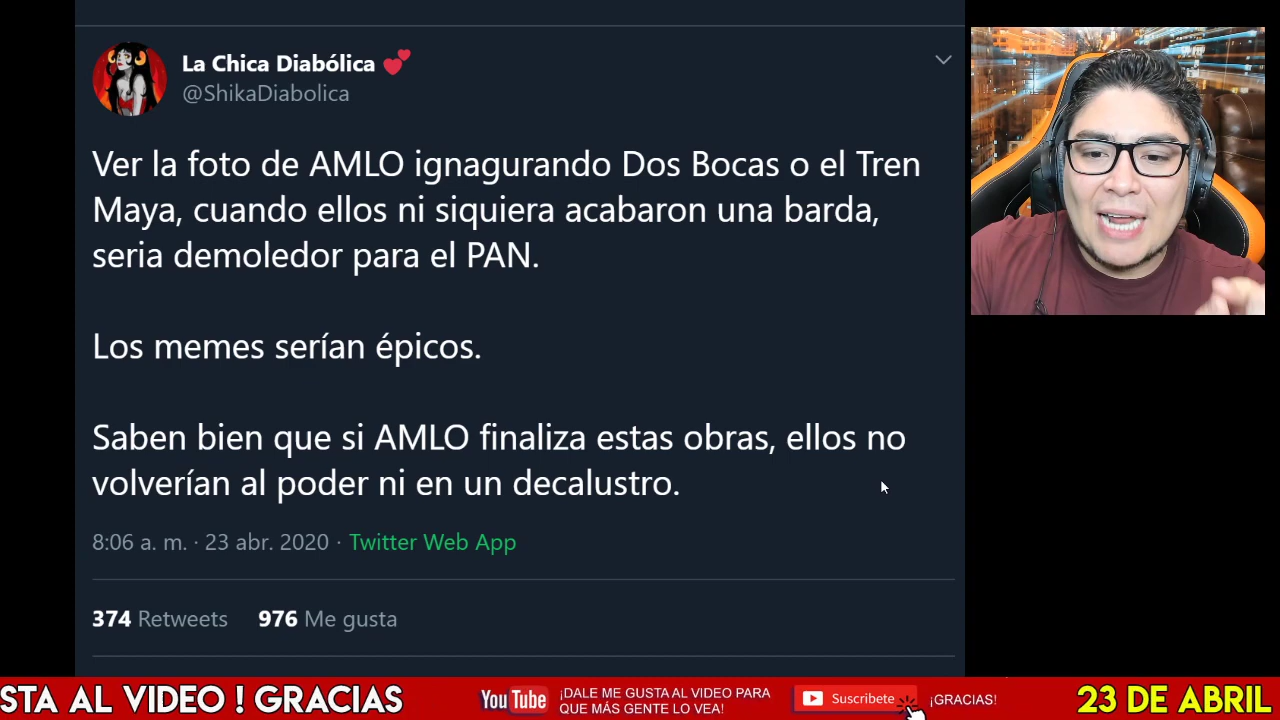 La Chica Diabólica 💕
@ShikaDiabolica
Ver la foto de AMLO ignagurando Dos Bocas o el Tren
Maya, cuando ellos ni siquiera acabaron una barda,
seria demoledor para el PAN.
Los memes serían épicos.
Saben bien que si AMLO finaliza estas obras, ellos no
volverían al poder ni en un decalustro.
8:06 a. m. · 23 abr. 2020 · Twitter Web App
374 Retweets 976 Me gusta
STA AL VIDEO ! GRACIAS
YouTube
¡DALE ME GUSTA AL VIDEO PARA
QUE MÁS GENTE LO VEA!
Suscribete
¡GRACIAS!
23 DE ABRIL